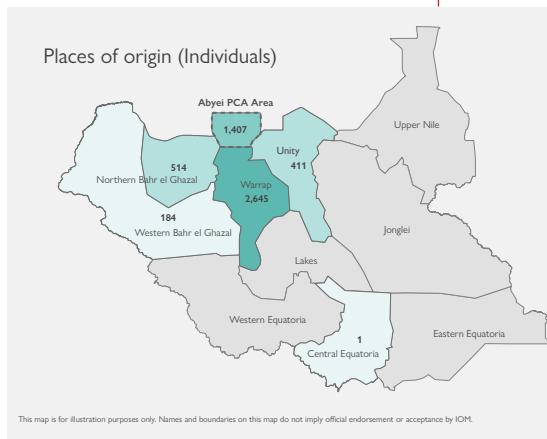 Places of origin (Individuals)
Abyei PCA Area
1,407
Upper Nile
Unity
411
514
Northern Bahr el Ghazal
Warrap
2,645
184
Western Bahr el Ghazal
Jonglei
Lakes
Western Equatoria
1
Central Equatoria
Eastern Equatoria
This map is for illustration purposes only. Names and boundaries on this map do not imply official endorsement or acceptance by IOM.